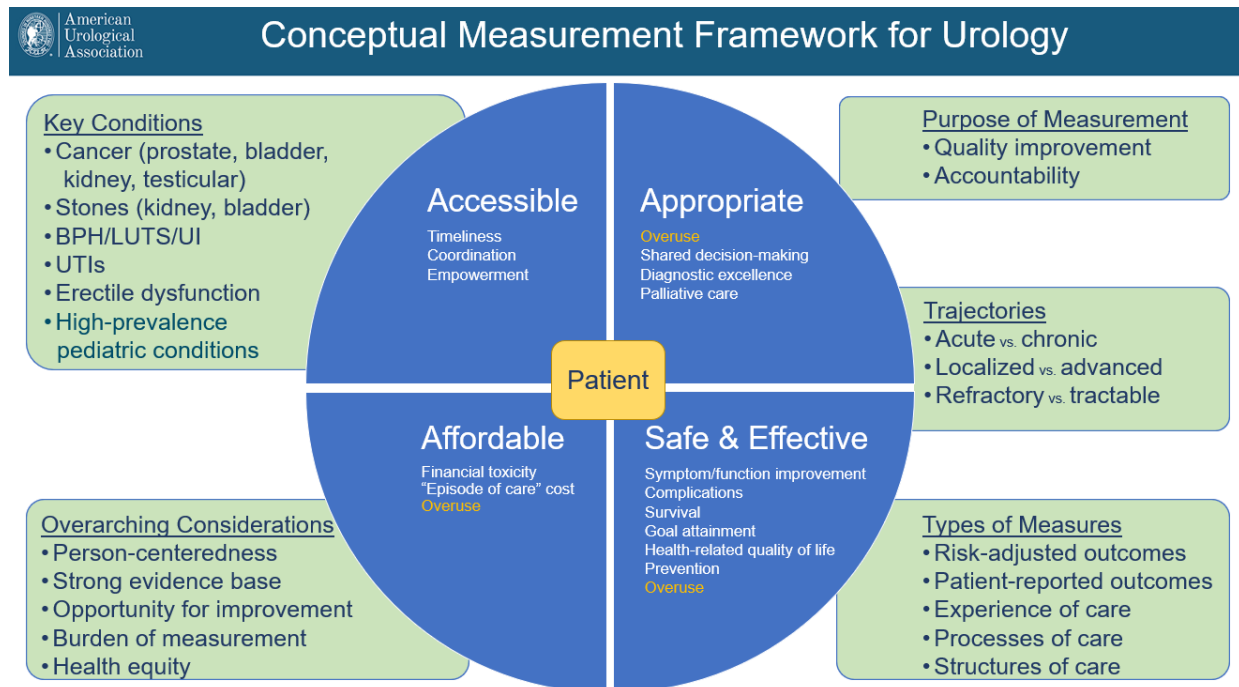 American
Urological
Association
Conceptual Measurement Framework for Urology
Key Conditions
• Cancer (prostate, bladder,
kidney, testicular)
• Stones (kidney, bladder)
• BPH/LUTS/UI
• UTIs
• Erectile dysfunction
• High-prevalence
pediatric conditions
Accessible
Timeliness
Coordination
Empowerment
Appropriate
Overuse
Shared decision-making
Diagnostic excellence
Palliative care
Purpose of Measurement
• Quality improvement
• Accountability
Trajectories
• Acute vs. chronic
• Localized vs. advanced
• Refractory vs. tractable
Patient
Affordable
Financial toxicity
“Episode of care” cost
Overuse
Safe & Effective
Symptom/function improvement
Complications
Survival
Goal attainment
Health-related quality of life
Prevention
Overuse
Overarching Considerations
• Person-centeredness
• Strong evidence base
• Opportunity for improvement
• Burden of measurement
• Health equity
Types of Measures
• Risk-adjusted outcomes
• Patient-reported outcomes
• Experience of care
• Processes of care
• Structures of care